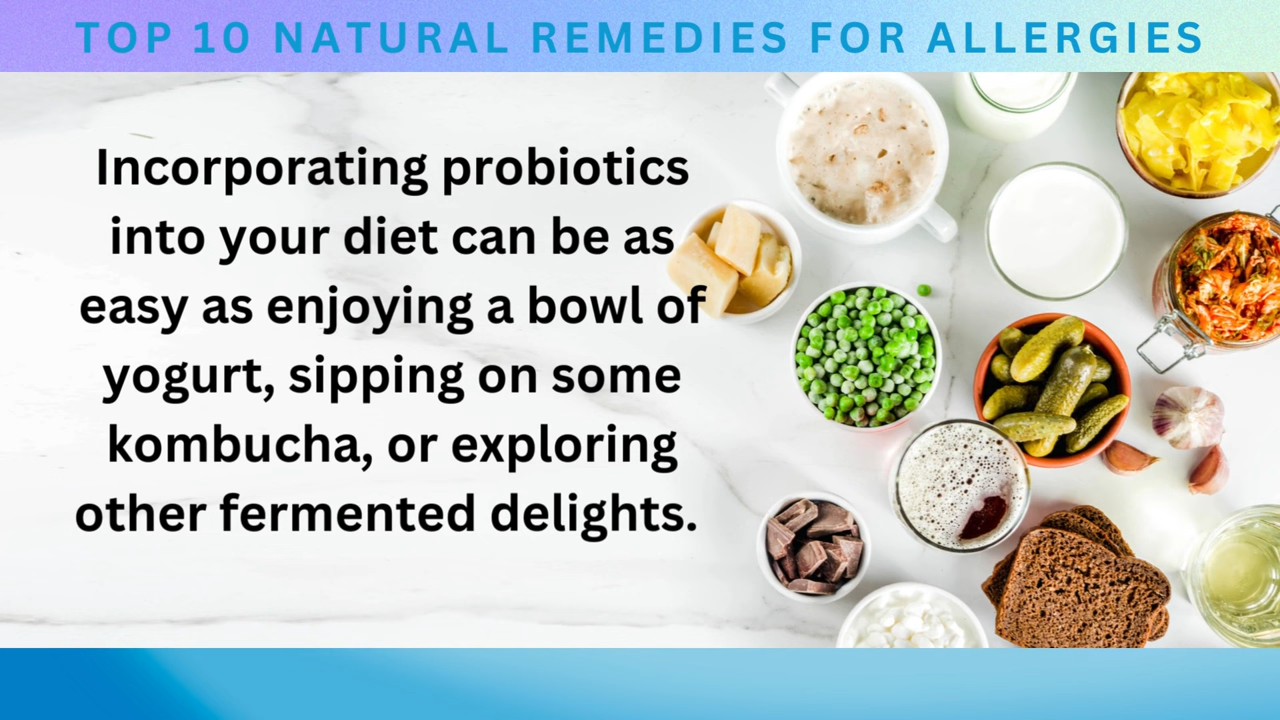 TOP 10 NATURAL REMEDIES FOR ALLERGIES
Incorporating probiotics
into your diet can be as
easy as enjoying a bowl of
yogurt, sipping on some
kombucha, or exploring
other fermented delights.